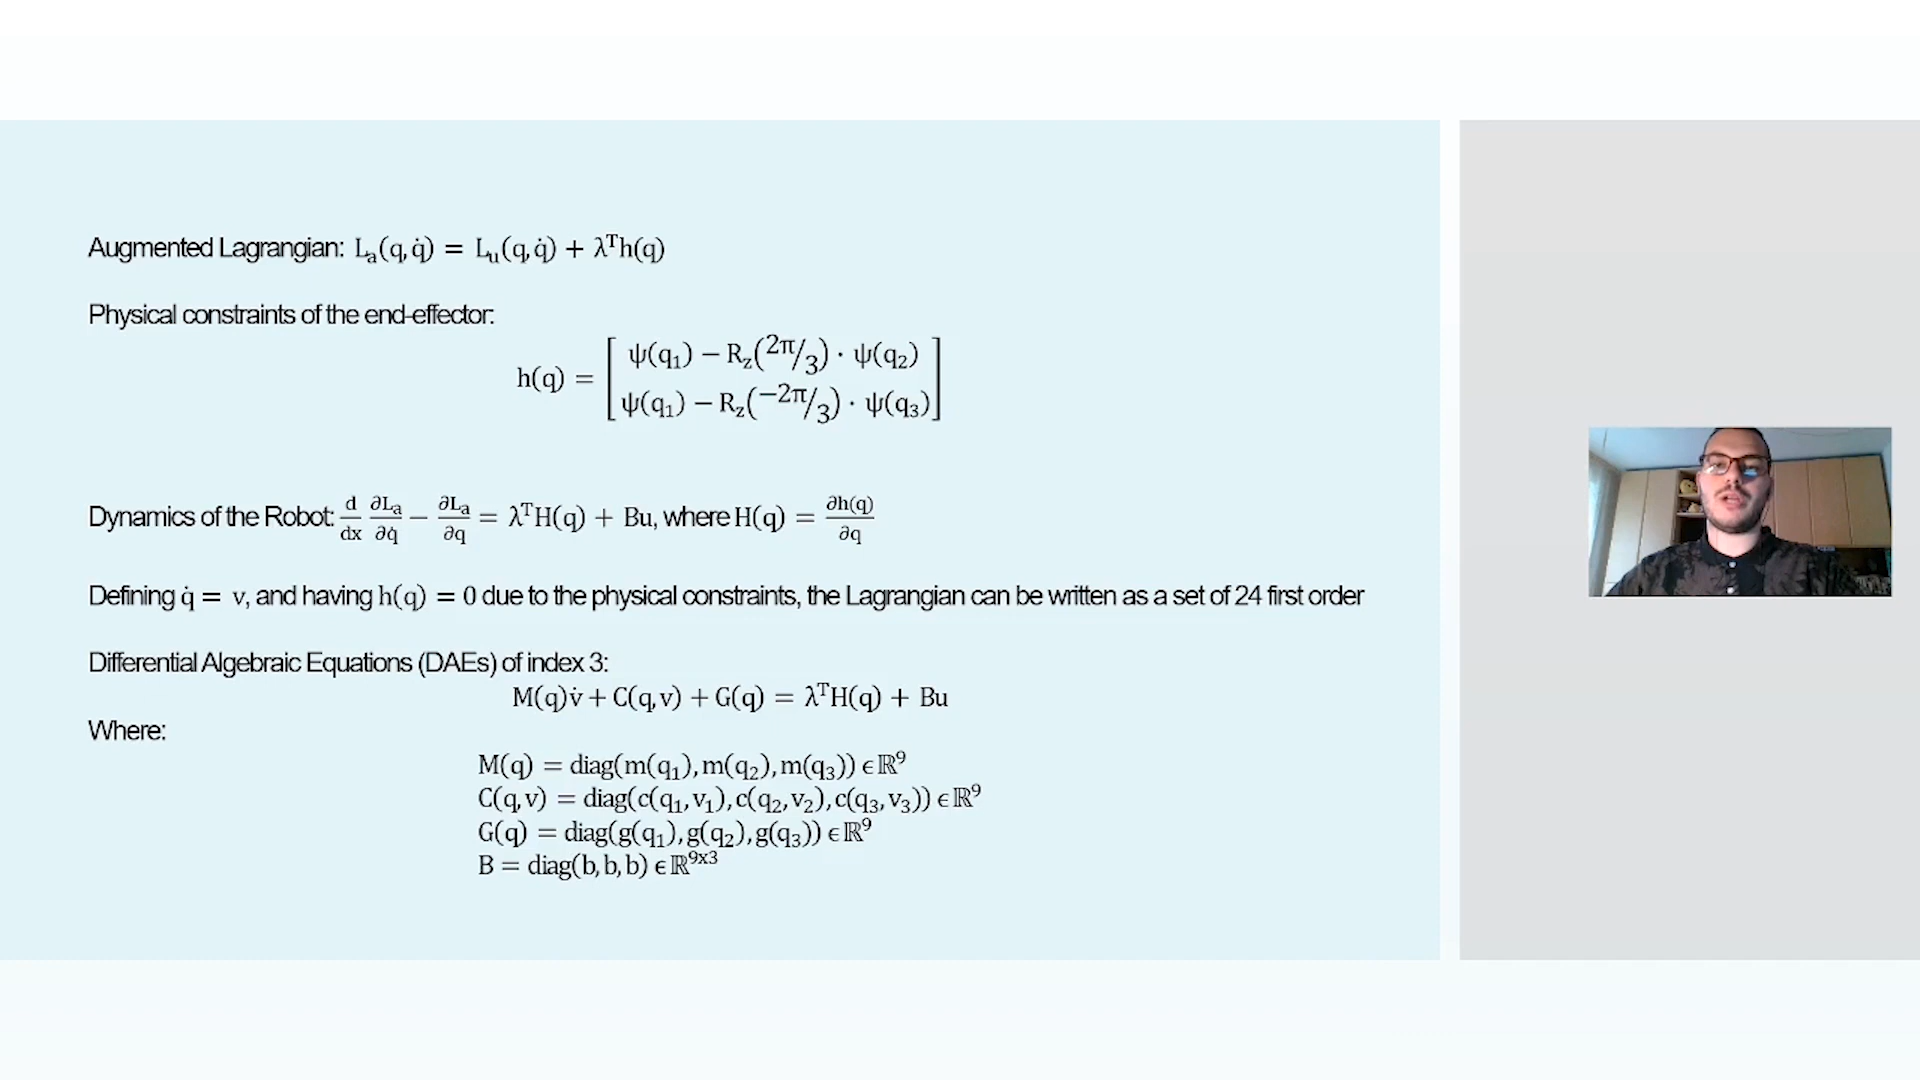 Augmented Lagrangian: Lₐ(q, q̇) = Lᵤ(q, q̇) + λᵀh(q)
Physical constraints of the end-effector:
h(q) = [ψ(q₁) − R_z(2π/3) · ψ(q₂)
ψ(q₁) − R_z(−2π/3) · ψ(q₃)]
Dynamics of the Robot: d/dx ∂Lₐ/∂q̇ − ∂Lₐ/∂q = λᵀH(q) + Bu, where H(q) = ∂h(q)/∂q
Defining q̇ = v, and having h(q) = 0 due to the physical constraints, the Lagrangian can be written as a set of 24 first order
Differential Algebraic Equations (DAEs) of index 3:
M(q)v̇ + C(q, v) + G(q) = λᵀH(q) + Bu
Where:
M(q) = diag(m(q₁), m(q₂), m(q₃)) ϵ ℝ⁹
C(q, v) = diag(c(q₁, v₁), c(q₂, v₂), c(q₃, v₃)) ϵ ℝ⁹
G(q) = diag(g(q₁), g(q₂), g(q₃)) ϵ ℝ⁹
B = diag(b, b, b) ϵ ℝ⁹ˣ³